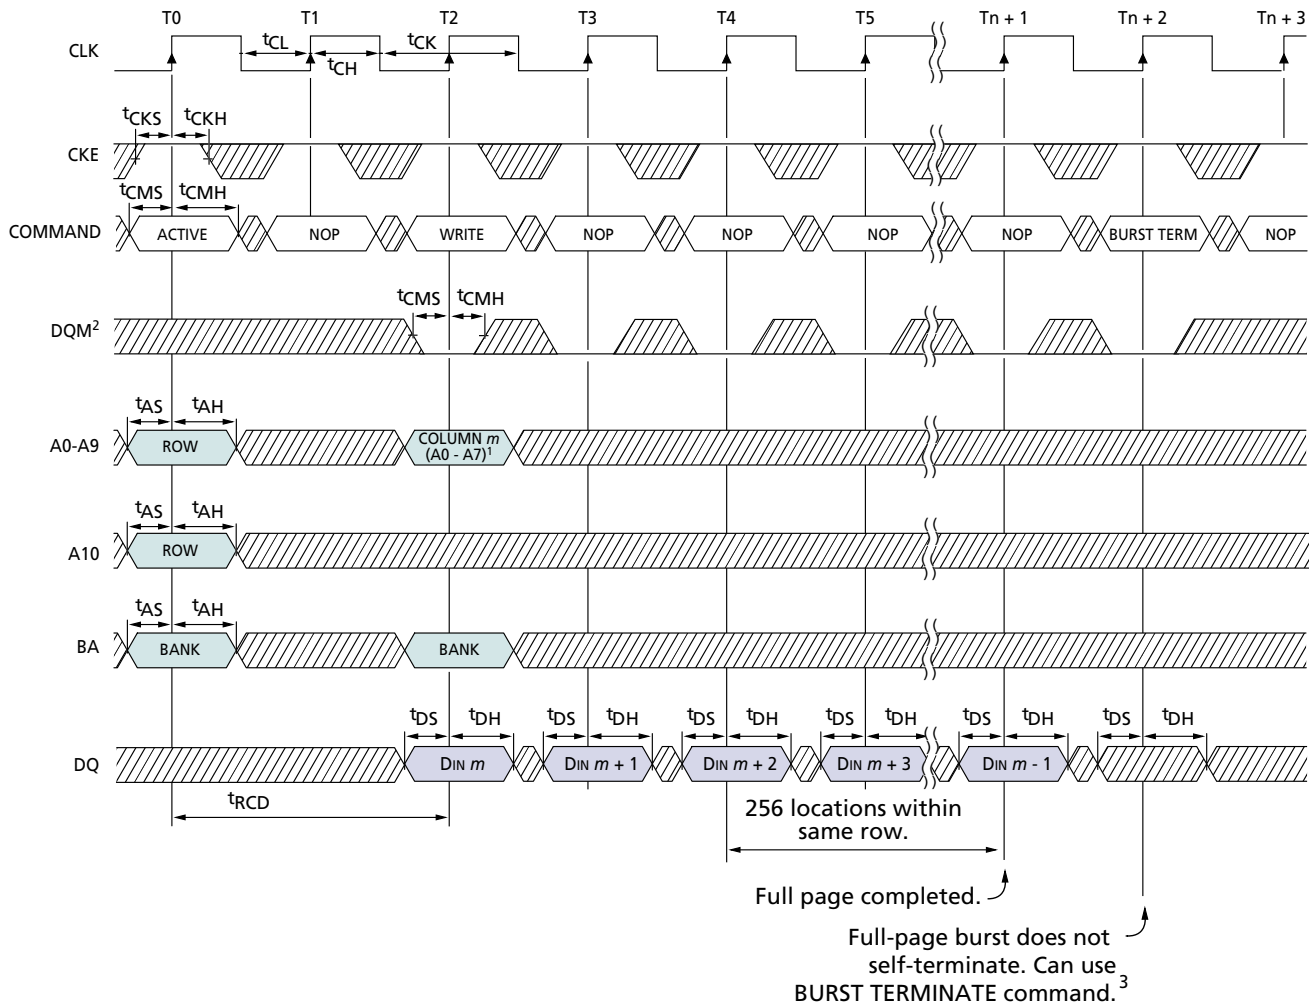 T0 T1 T2 T3 T4 T5 Tn + 1 Tn + 2 Tn + 3
CLK tCL tCH tCK
tCKS tCKH
CKE
tCMS tCMH
COMMAND ACTIVE NOP WRITE NOP NOP NOP NOP BURST TERM NOP
tCMS tCMH
DQM2
tAS tAH
A0-A9 ROW COLUMN m
(A0 - A7)1
tAS tAH
A10 ROW
tAS tAH
BA BANK BANK
tDS tDH tDS tDH tDS tDH tDS tDH tDS tDH tDS tDH
DQ DIN m DIN m + 1 DIN m + 2 DIN m + 3 DIN m - 1
tRCD
256 locations within
same row.
Full page completed.
Full-page burst does not
self-terminate. Can use
BURST TERMINATE command.3